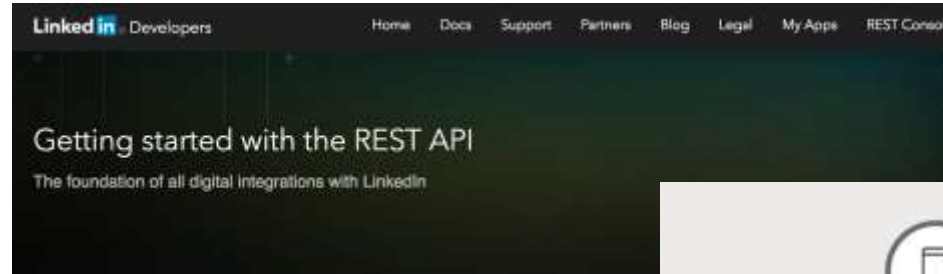 Linked in Developers Home Docs Support Partners Blog Legal My Apps REST Conso
Getting started with the REST API
The foundation of all digital integrations with LinkedIn